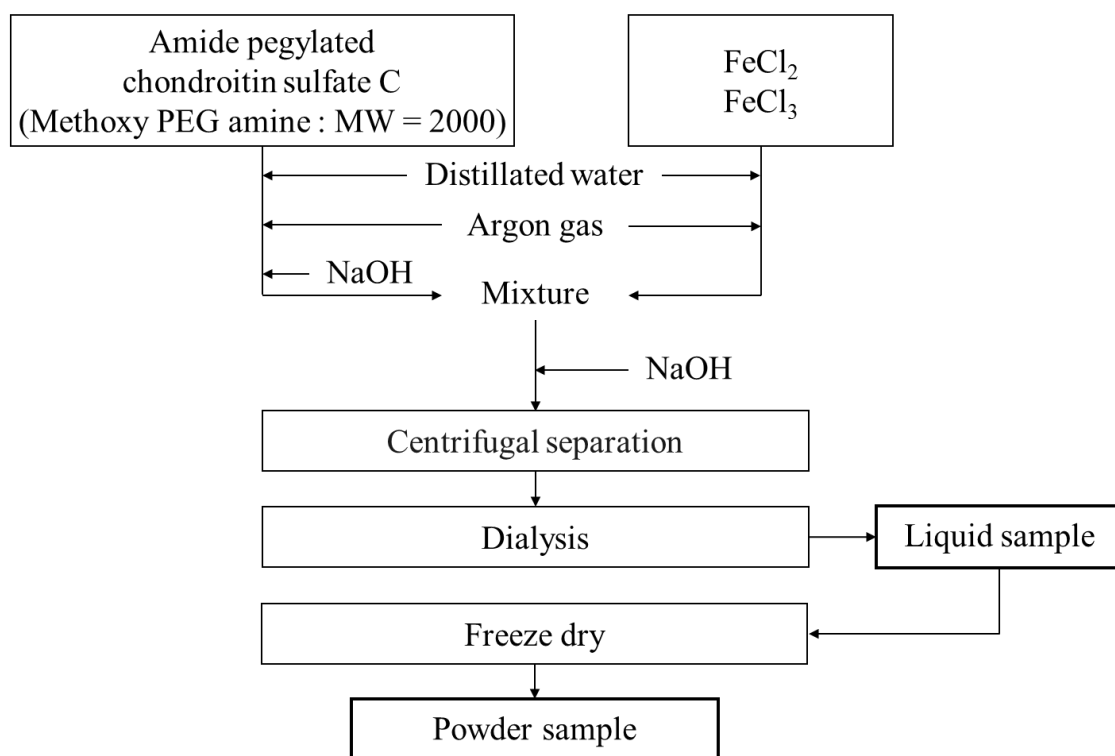 Amide pegylated
chondroitin sulfate C
(Methoxy PEG amine : MW = 2000)
FeCl₂
FeCl₃
Distillated water
Argon gas
NaOH
Mixture
NaOH
Centrifugal separation
Dialysis
Liquid sample
Freeze dry
Powder sample